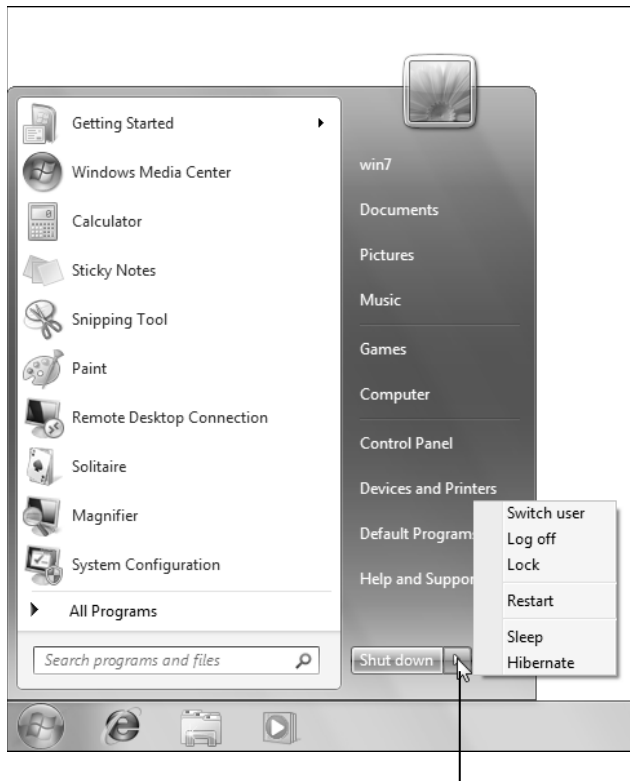 Getting Started
Windows Media Center
Calculator
Sticky Notes
Snipping Tool
Paint
Remote Desktop Connection
Solitaire
Magnifier
System Configuration
All Programs
Search programs and files
win7
Documents
Pictures
Music
Games
Computer
Control Panel
Devices and Printers
Default Program
Help and Suppor
Shut down
Switch user
Log off
Lock
Restart
Sleep
Hibernate